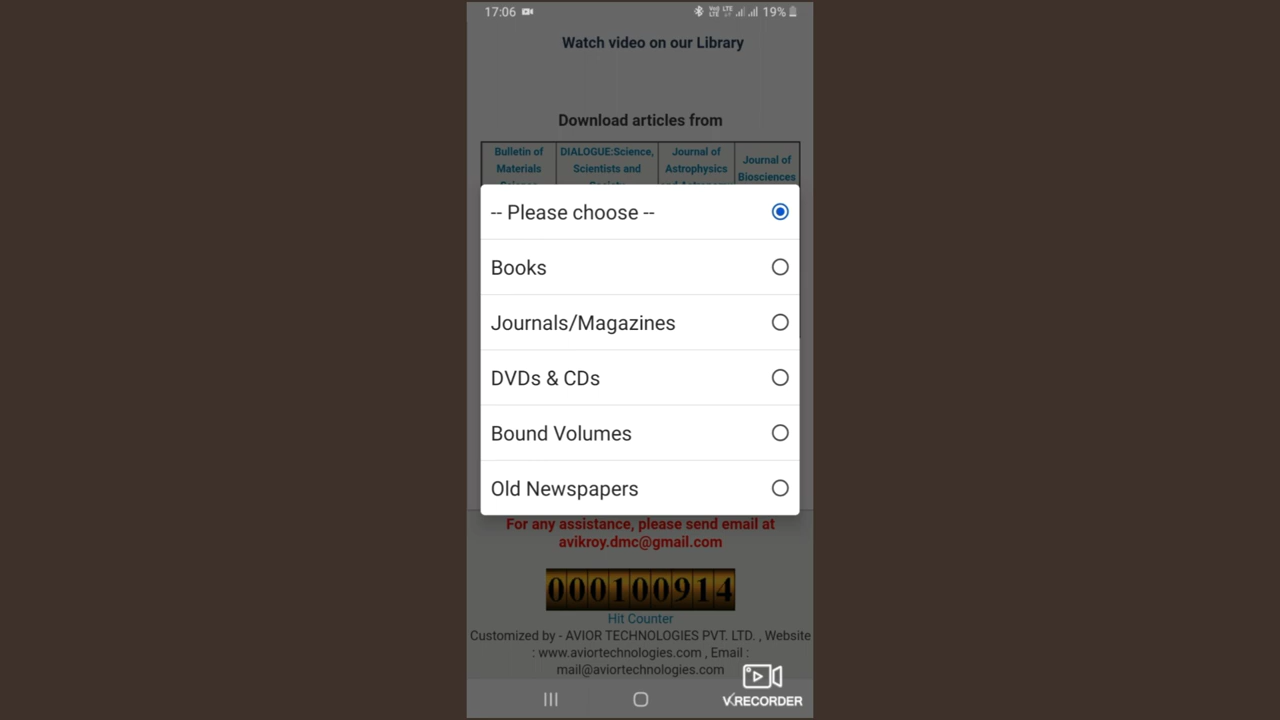 17:06
VoLTE LTE 19%
Watch video on our Library
Download articles from
Bulletin of Materials
DIALOGUE:Science, Scientists and
Journal of Astrophysics
Journal of Biosciences
-- Please choose --
Books
Journals/Magazines
DVDs & CDs
Bound Volumes
Old Newspapers
For any assistance, please send email at
avikroy.dmc@gmail.com
000100914
Hit Counter
Customized by - AVIOR TECHNOLOGIES PVT. LTD. , Website
: www.aviortechnologies.com , Email :
mail@aviortechnologies.com
V.RECORDER